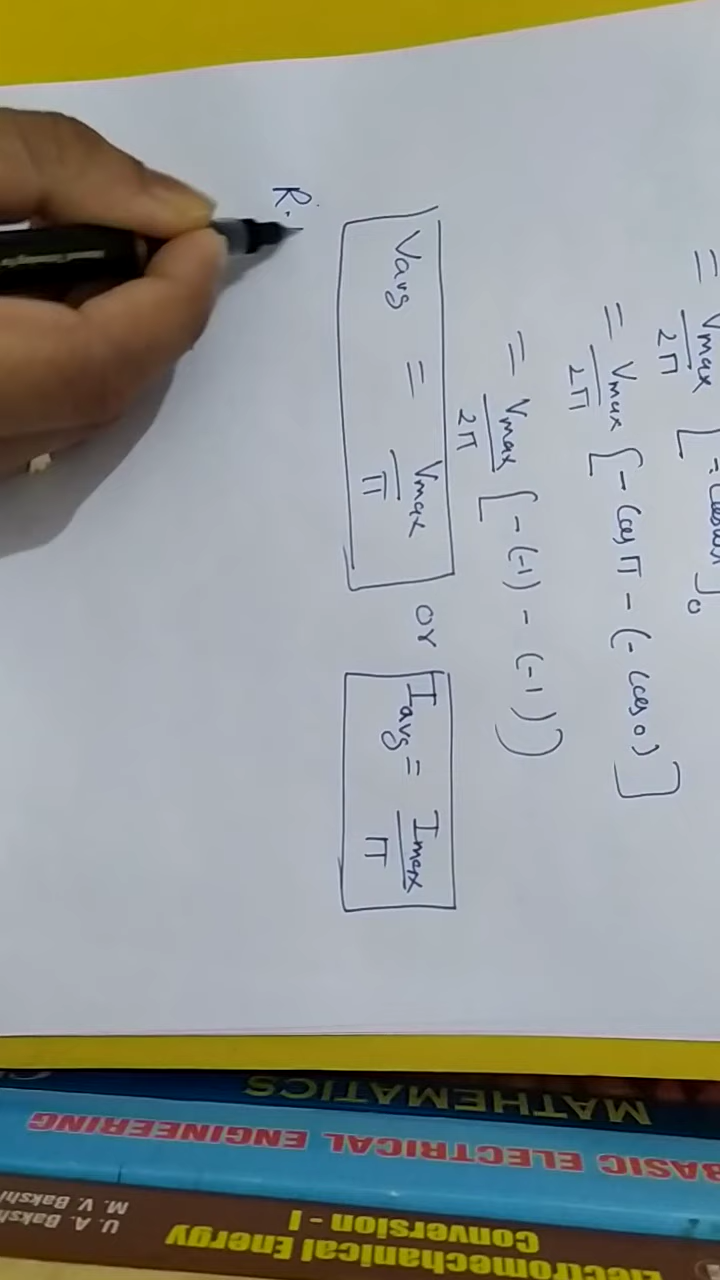 = Vmax/2π [-cos
= Vmax/2π [-cos π - (-cos 0)]
= Vmax/2π [-(-1) - (-1)]
Vavg = Vmax/π or Iavg = Imax/π
R.
MATHEMATICS
BASIC ELECTRICAL ENGINEERING
Electromechanical Energy
Conversion - I
U. A. Bakshi
M. V. Bakshi